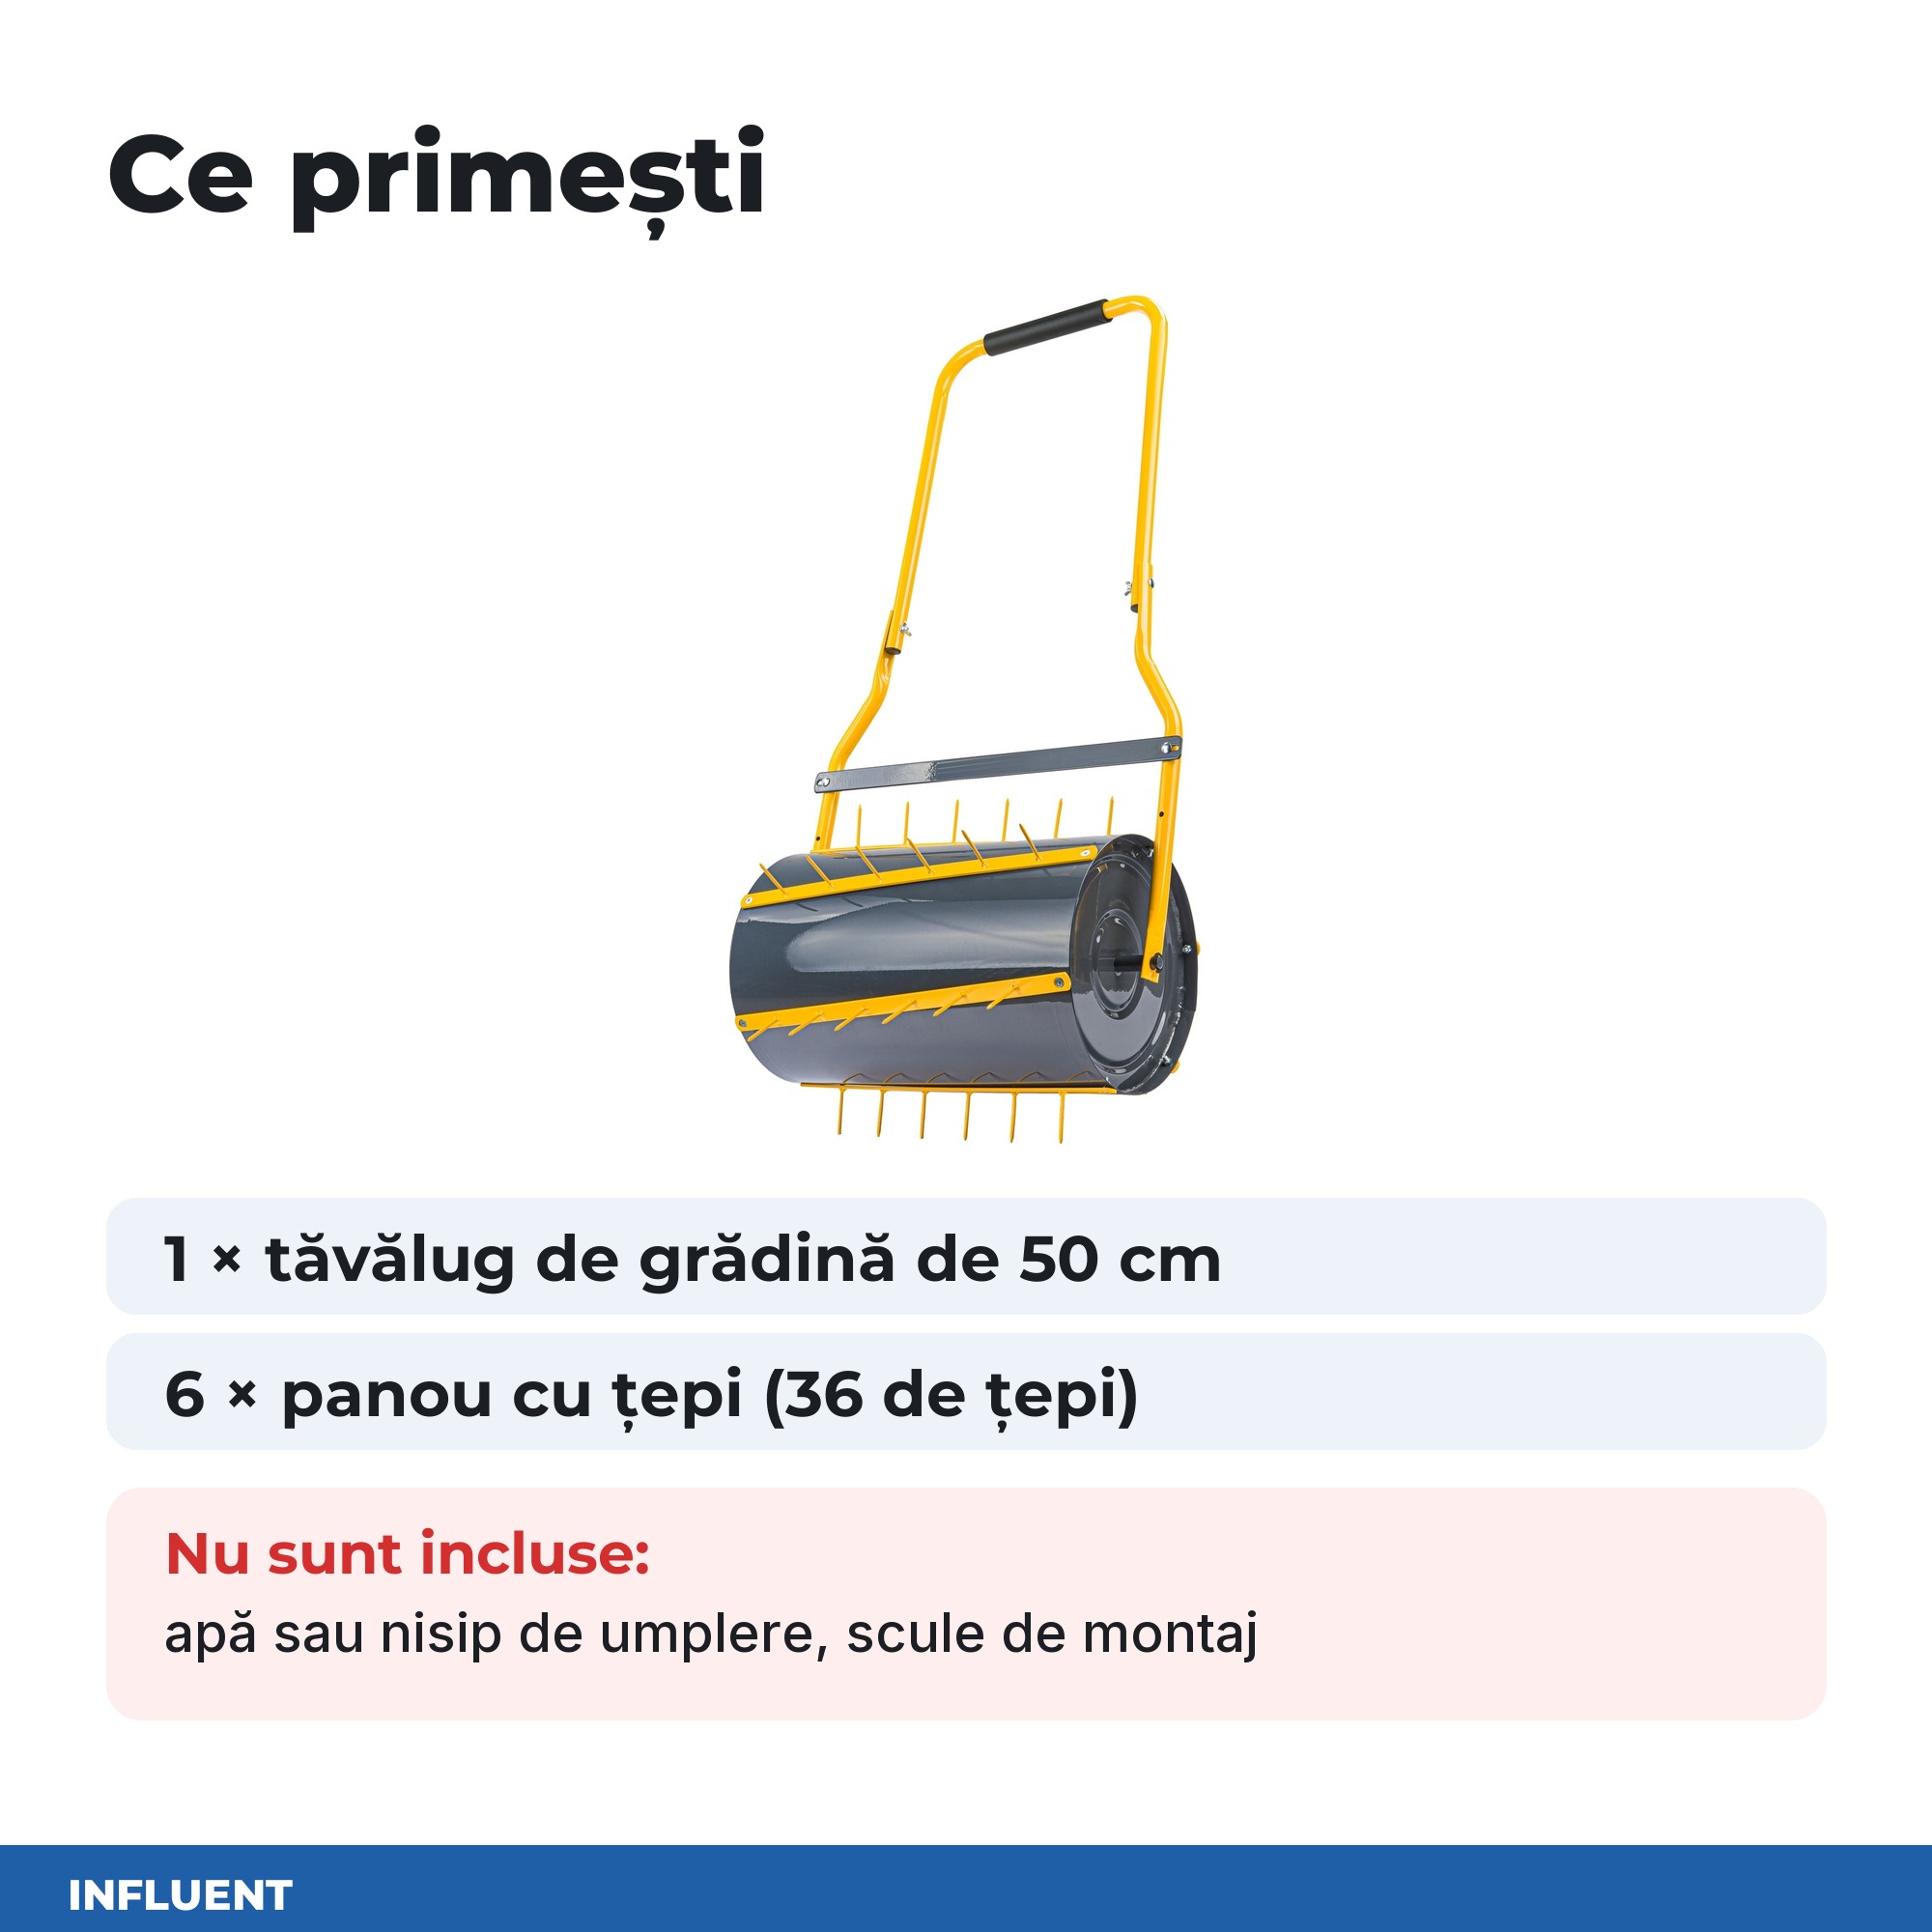 Ce primești
1 × tăvălug de grădină de 50 cm
6 × panou cu țepi (36 de țepi)
Nu sunt incluse:
apă sau nisip de umplere, scule de montaj
INFLUENT